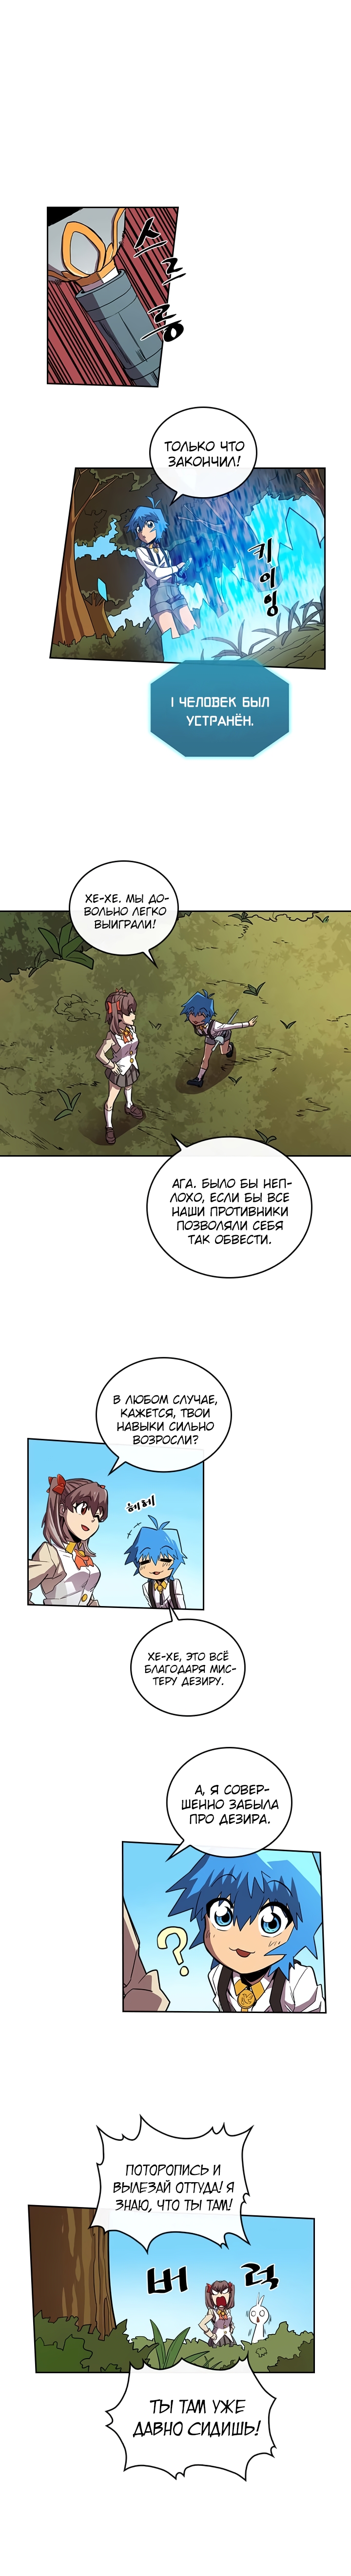 스르릉
ТОЛЬКО ЧТО
ЗАКОНЧИЛ!
키이잉
1 ЧЕЛОВЕК БЫЛ
УСТРАНЁН.
ХЕ-ХЕ. МЫ ДО-
ВОЛЬНО ЛЕГКО
ВЫИГРАЛИ!
АГА. БЫЛО БЫ НЕП-
ЛОХО, ЕСЛИ БЫ ВСЕ
НАШИ ПРОТИВНИКИ
ПОЗВОЛЯЛИ СЕБЯ
ТАК ОБВЕСТИ.
В ЛЮБОМ СЛУЧАЕ,
КАЖЕТСЯ, ТВОИ
НАВЫКИ СИЛЬНО
ВОЗРОСЛИ?
헤헤
ХЕ-ХЕ, ЭТО ВСЁ
БЛАГОДАРЯ МИС-
ТЕРУ ДЕЗИРУ.
А, Я СОВЕР-
ШЕННО ЗАБЫЛА
ПРО ДЕЗИРА.
?
ПОТОРОПИСЬ И
ВЫЛЕЗАЙ ОТТУДА! Я
ЗНАЮ, ЧТО ТЫ ТАМ!
버럭
ТЫ ТАМ УЖЕ
ДАВНО СИДИШЬ!